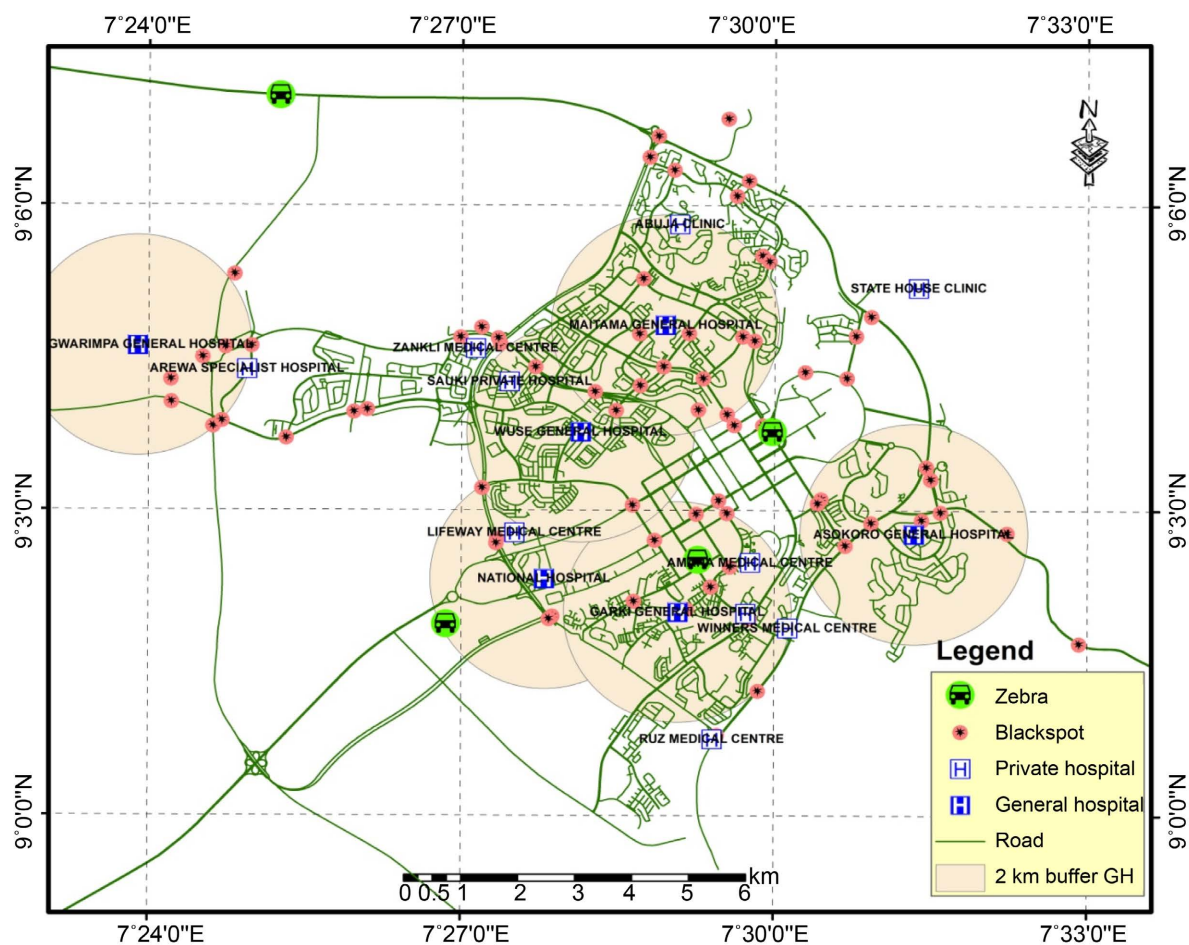 7°24'0"E
7°27'0"E
7°30'0"E
7°33'0"E
N
9°6'0"N
9°6'0"N
ABUJA CLINIC
STATE HOUSE CLINIC
MAITAMA GENERAL HOSPITAL
GWARIMPA GENERAL HOSPITAL
ZANKLI MEDICAL CENTRE
AREWA SPECIALIST HOSPITAL
SAUKI PRIVATE HOSPITAL
WUSE GENERAL HOSPITAL
9°3'0"N
9°3'0"N
LIFEWAY MEDICAL CENTRE
ASOKORO GENERAL HOSPITAL
NATIONAL HOSPITAL
GARKI GENERAL HOSPITAL
WINNERS MEDICAL CENTRE
RUZ MEDICAL CENTRE
Legend
Zebra
Blackspot
H Private hospital
H General hospital
Road
2 km buffer GH
9°0'0"N
9°0'0"N
km
0 0.5 1 2 3 4 5 6
7°24'0"E
7°27'0"E
7°30'0"E
7°33'0"E